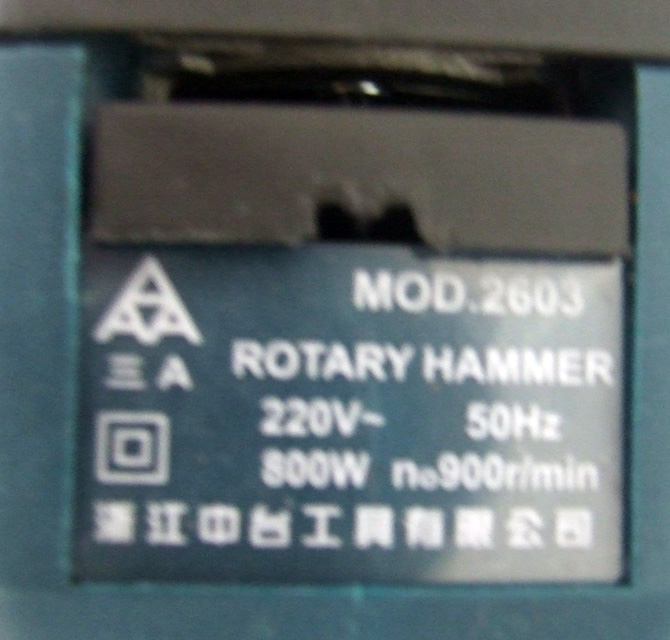 MOD.2603
三A
ROTARY HAMMER
220V~ 50Hz
800W n₀900r/min
浙江中台工具有限公司